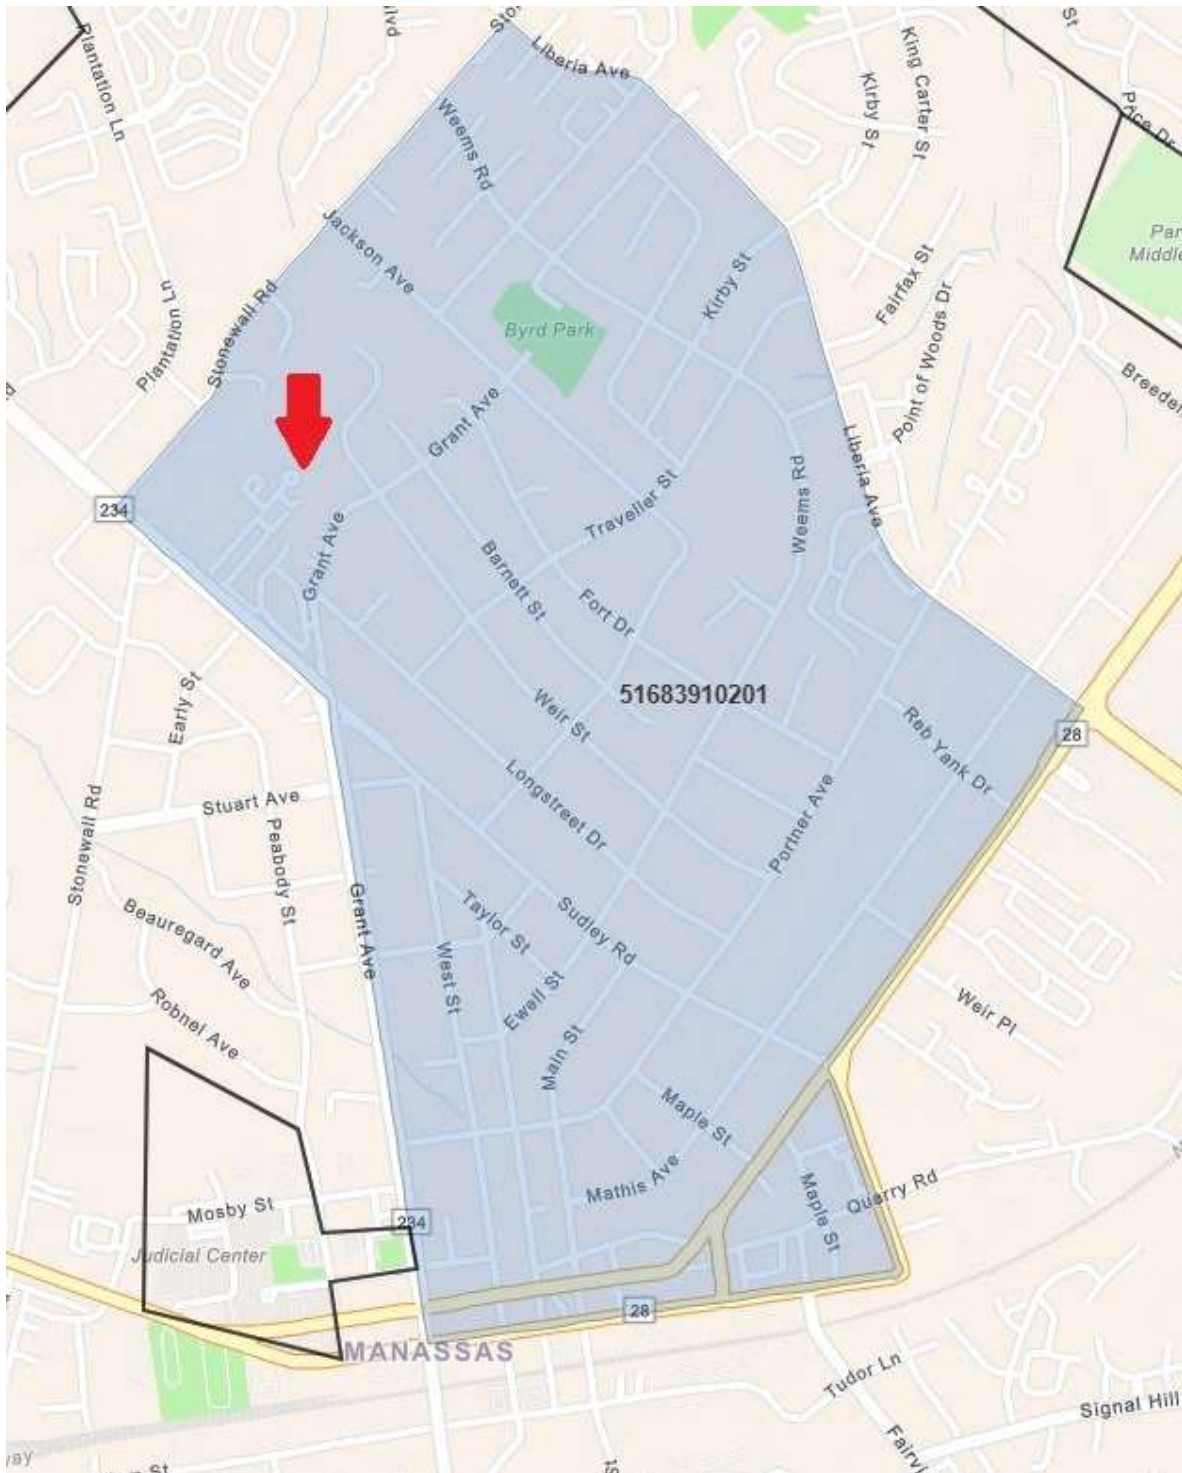 Plantation Ln
Liberia Ave
King Carter St
St
Kirby St
Price Dr
Weems Rd
Jackson Ave
Fairfax St
Kirby St
Point of Woods Dr
Plantation Ln
Stonewall Rd
Byrd Park
Grant Ave
Liberia Ave
234
Traveller St
Weems Rd
Grant Ave
Barnett St
Fort Dr
51683910201
Early St
Weir St
Reb Yank Dr
28
Stuart Ave
Longstreet Dr
Portner Ave
Stonewall Rd
Peabody St
Beauregard Ave
Grant Ave
Taylor St
Sudley Rd
West St
Ewell St
Robnel Ave
Weir Pl
Main St
Maple St
Mathis Ave
Maple St
Quarry Rd
Mosby St
234
Judicial Center
28
MANASSAS
Tudor Ln
Signal Hill